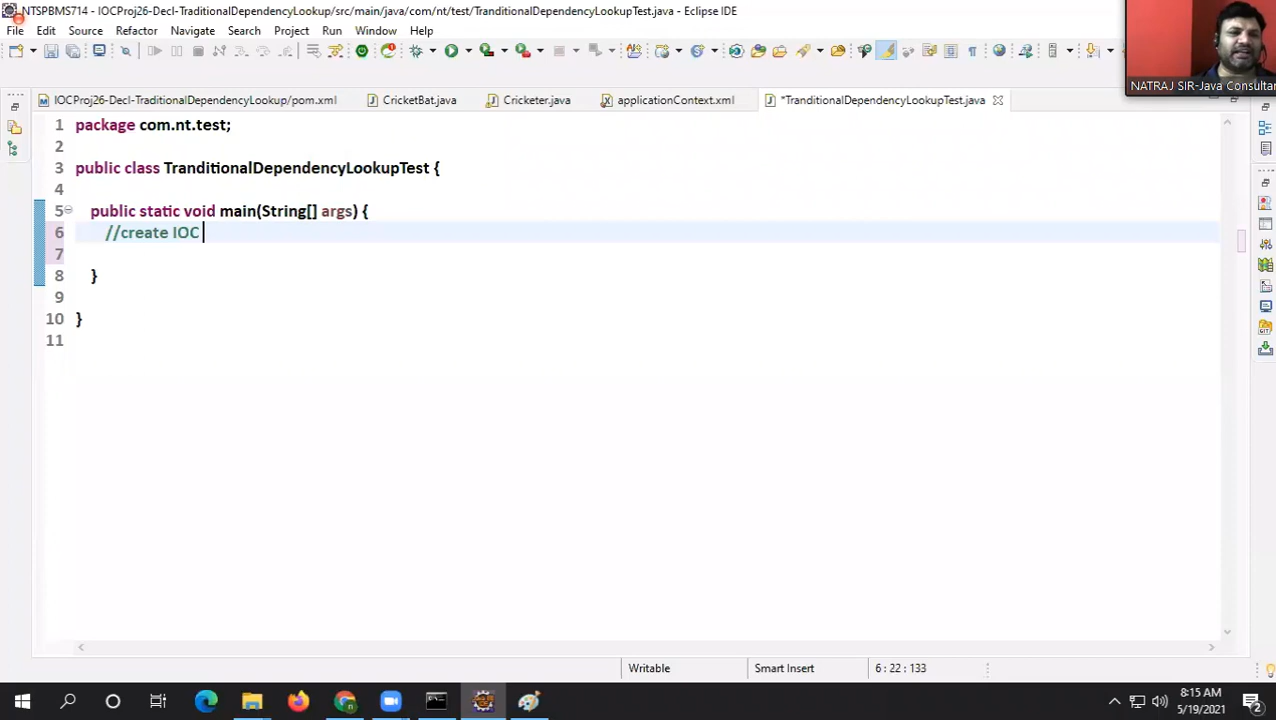 NTSPBMS714 - IOCProj26-Decl-TraditionalDependencyLookup/src/main/java/com/nt/test/TranditionalDependencyLookupTest.java - Eclipse IDE
File Edit Source Refactor Navigate Search Project Run Window Help
NATRAJ SIR-Java Consultan
IOCProj26-Decl-TraditionalDependencyLookup/pom.xml CricketBat.java Cricketer.java applicationContext.xml *TranditionalDependencyLookupTest.java
1 package com.nt.test;
2
3 public class TranditionalDependencyLookupTest {
4
5 public static void main(String[] args) {
6 //create IOC
7
8 }
9
10 }
11
Writable Smart Insert 6 : 22 : 133
8:15 AM
5/19/2021
2